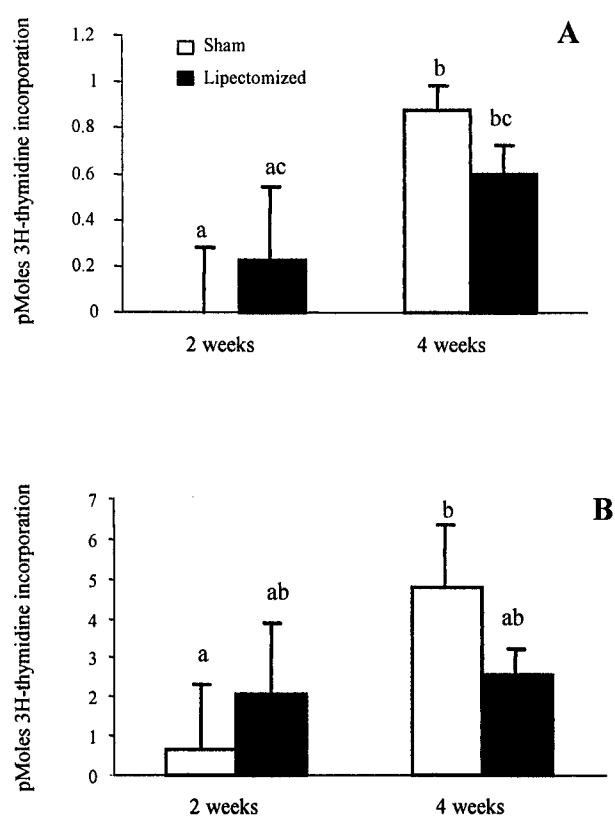 A
pMoles 3H-thymidine incorporation
1.2
1
0.8
0.6
0.4
0.2
0
Sham
Lipectomized
a
ac
b
bc
2 weeks
4 weeks
B
pMoles 3H-thymidine incorporation
7
6
5
4
3
2
1
0
a
ab
b
ab
2 weeks
4 weeks